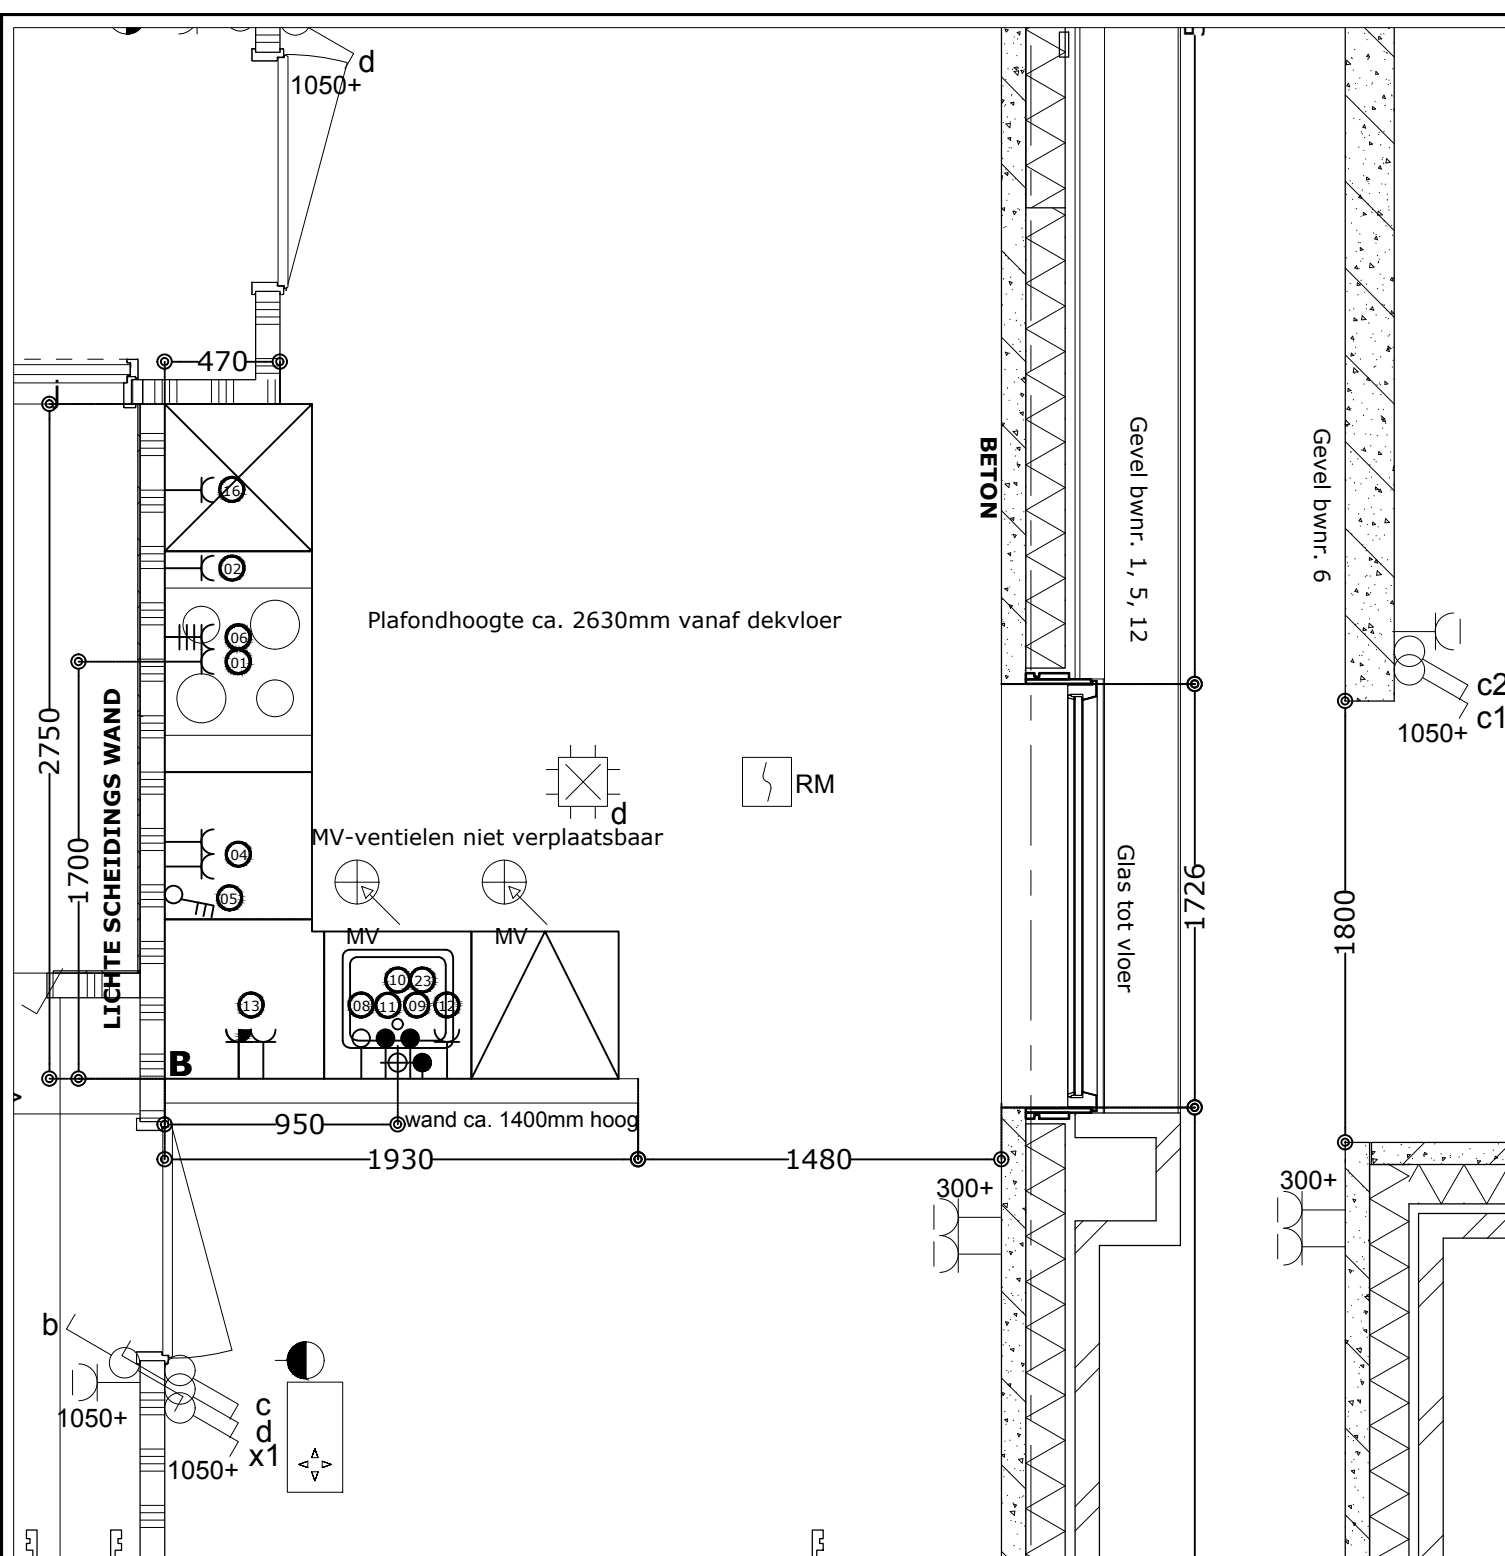 d
1050+
470
j
16
02
06
01
Plafondhoogte ca. 2630mm vanaf dekvloer
BETON
Gevel bwnr. 1, 5, 12
Gevel bwnr. 6
2750
1700
LICHTE SCHEIDINGS WAND
c2
c1
1050+
RM
d
MV-ventielen niet verplaatsbaar
04
05
MV
MV
Glas tot vloer
1726
1800
10
23
13
08
11
09
12
B
950
wand ca. 1400mm hoog
1930
1480
300+
300+
b
1050+
c
d
x1
1050+